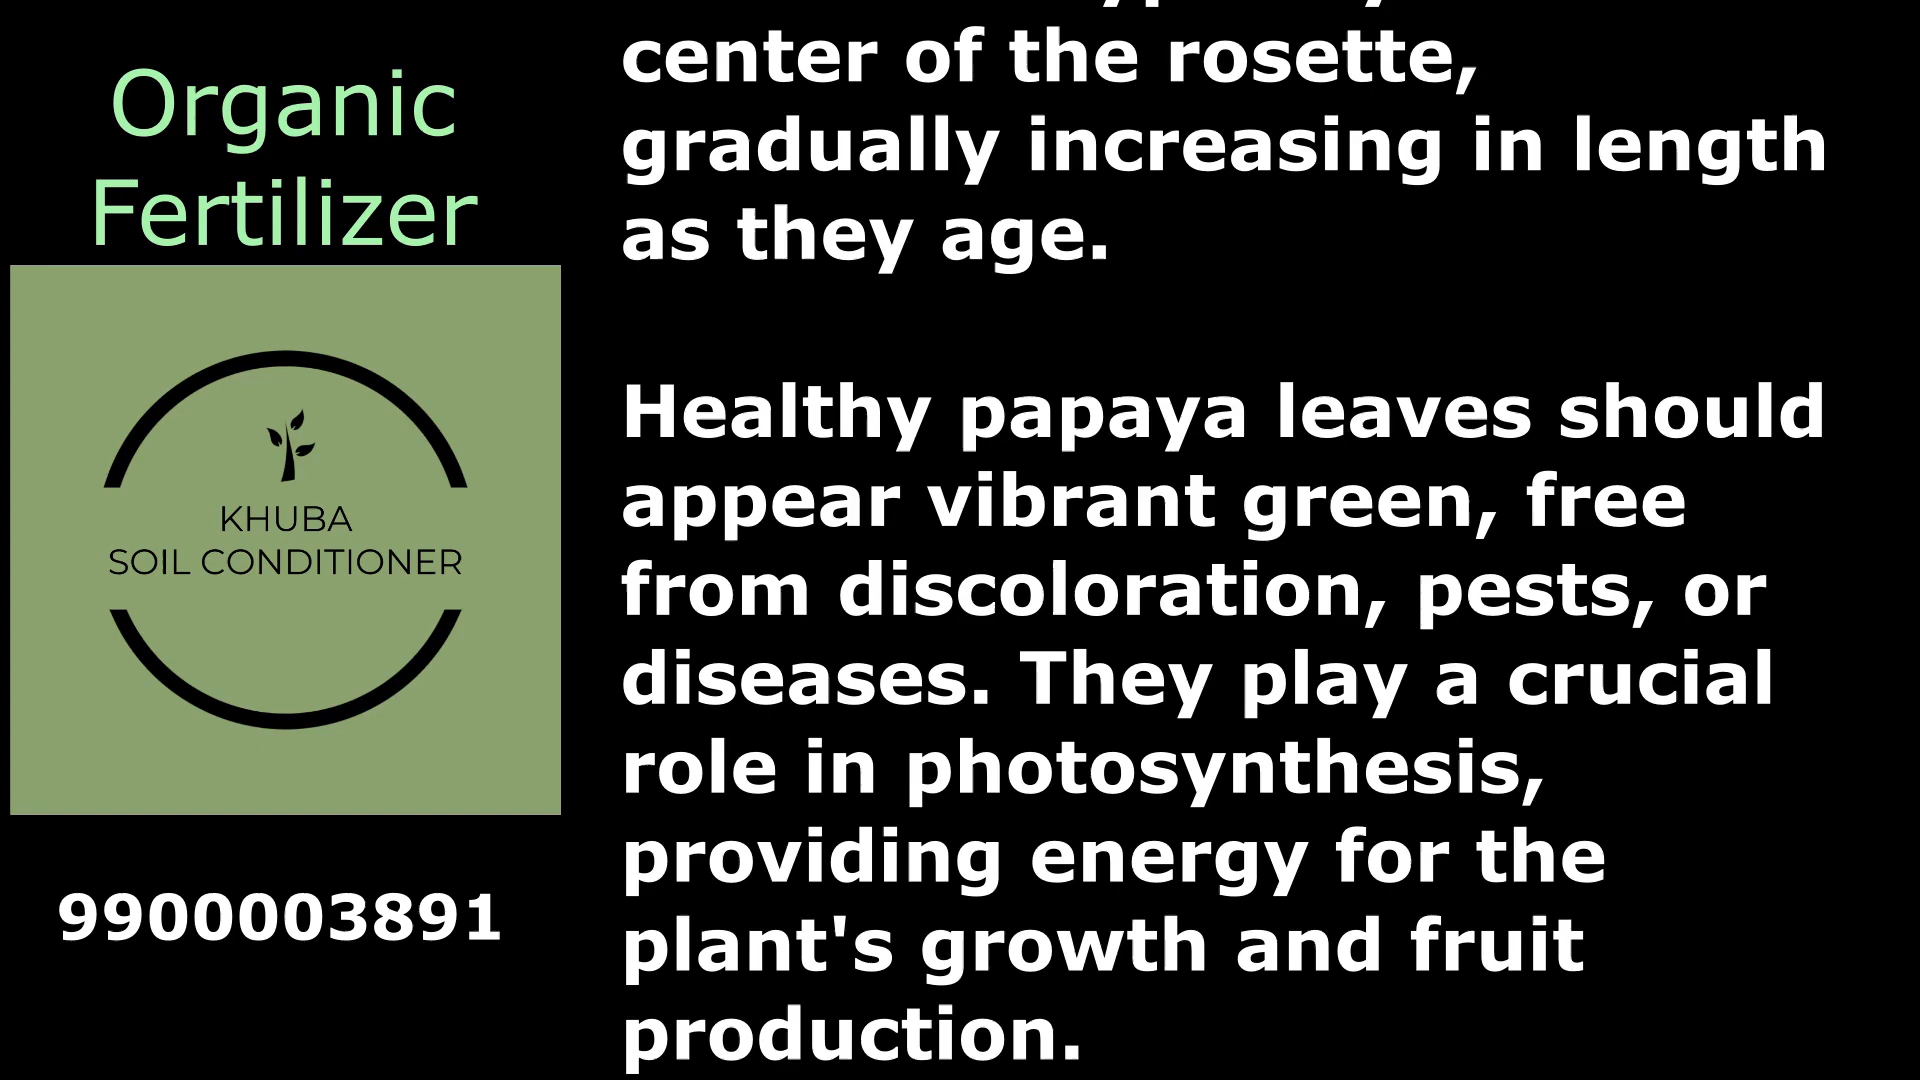 Organic
Fertilizer
KHUBA
SOIL CONDITIONER
9900003891
center of the rosette,
gradually increasing in length
as they age.
Healthy papaya leaves should
appear vibrant green, free
from discoloration, pests, or
diseases. They play a crucial
role in photosynthesis,
providing energy for the
plant's growth and fruit
production.